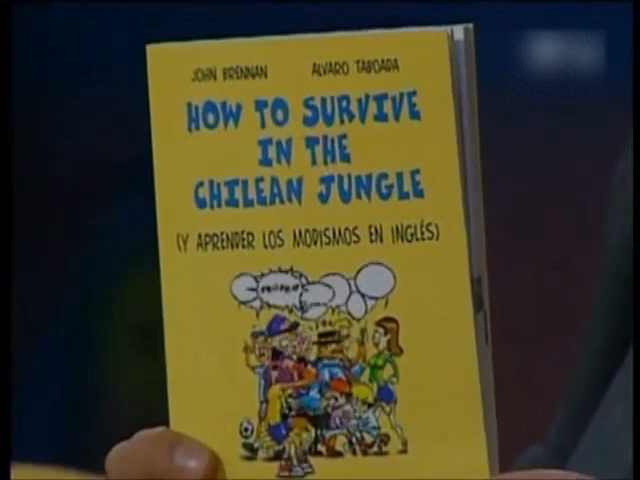 JOHN BRENNAN ALVARO TABOADA
HOW TO SURVIVE
IN THE
CHILEAN JUNGLE
(Y APRENDER LOS MODISMOS EN INGLÉS)